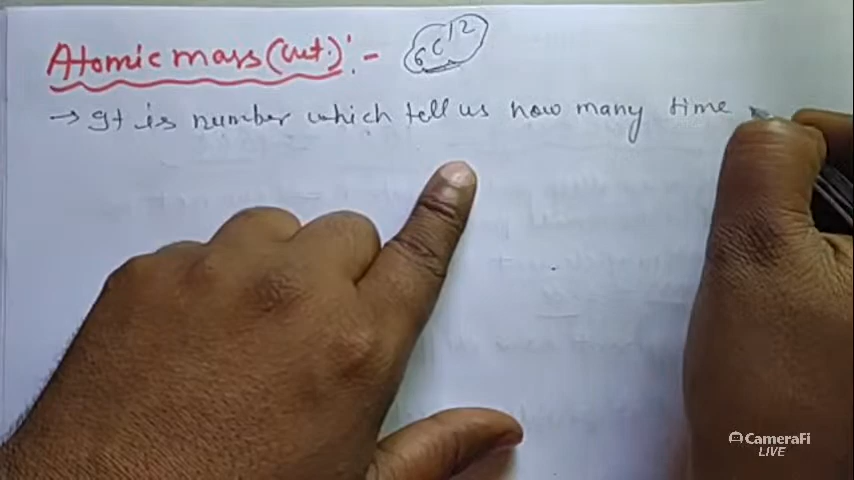 Atomic mass (wt.) :- ₆C¹²
→ It is number which tell us how many time
CameraFi
LIVE